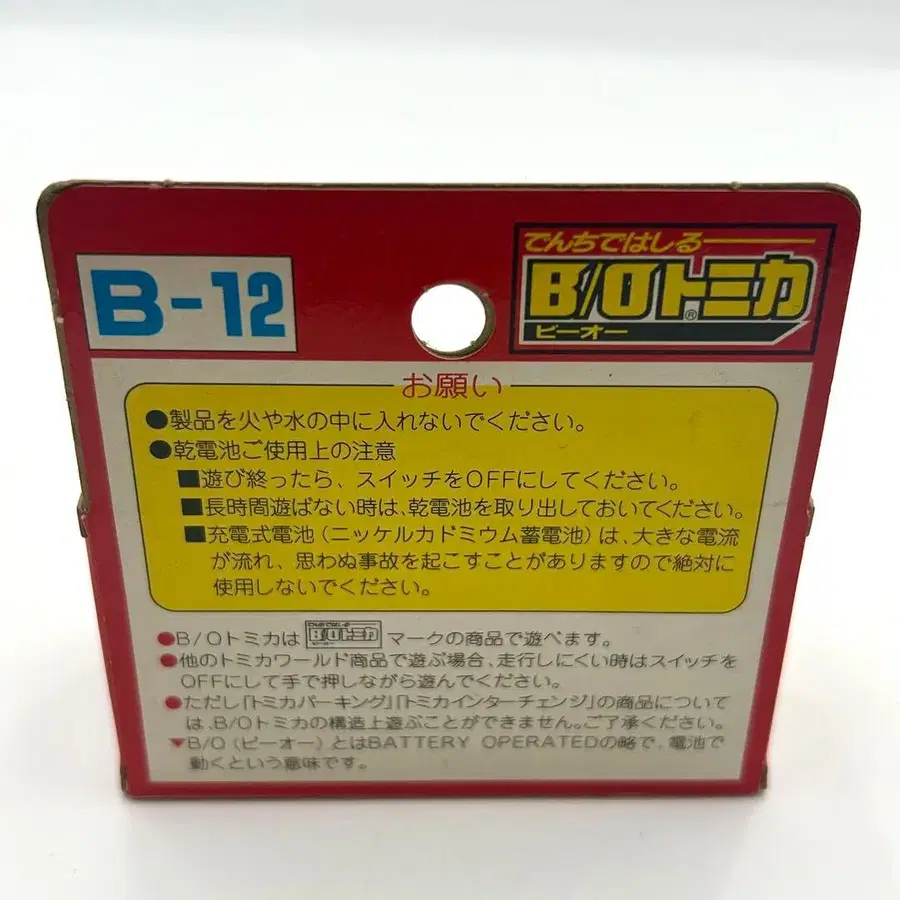 B-12
でんちではしる
B/Oトミカ®
ビーオー
お願い
●製品を火や水の中に入れないでください。
●乾電池ご使用上の注意
■遊び終ったら、スイッチをOFFにしてください。
■長時間遊ばない時は、乾電池を取り出しておいてください。
■充電式電池(ニッケルカドミウム蓄電池)は、大きな電流
が流れ、思わぬ事故を起こすことがありますので絶対に
使用しないでください。
●B/Oトミカは B/Oトミカ マークの商品で遊べます。
●他のトミカワールド商品で遊ぶ場合、走行しにくい時はスイッチを
OFFにして手で押しながら遊んでください。
●ただし「トミカパーキング」「トミカインターチェンジ」の商品について
は、B/Oトミカの構造上遊ぶことができません。ご了承ください。
▼B/O(ビーオー)とはBATTERY OPERATEDの略で、電池で
動くという意味です。